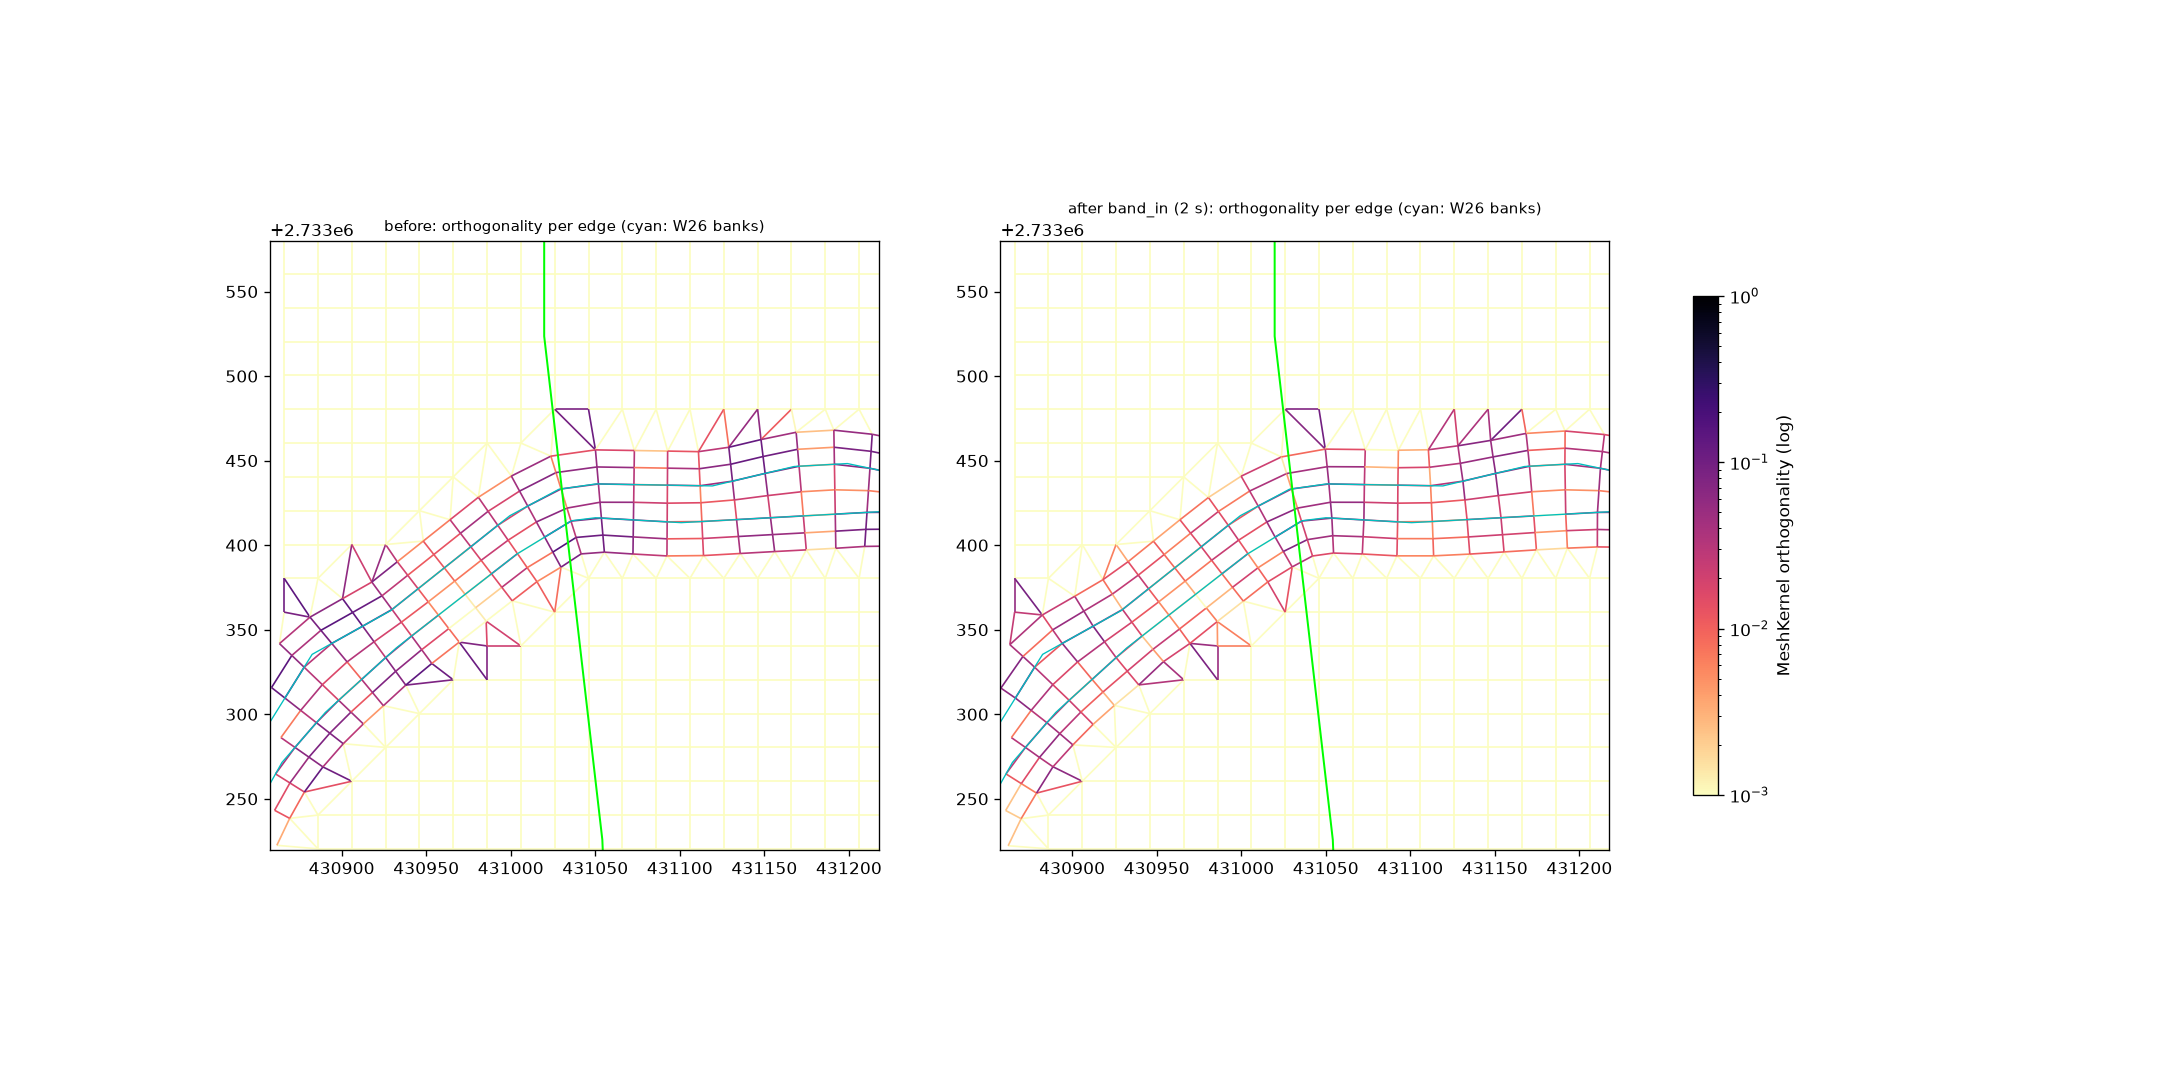 before: orthogonality per edge (cyan: W26 banks)
+2.733e6
550
500
450
400
350
300
250
430900 430950 431000 431050 431100 431150 431200
after band_in (2 s): orthogonality per edge (cyan: W26 banks)
+2.733e6
550
500
450
400
350
300
250
430900 430950 431000 431050 431100 431150 431200
10⁰
10⁻¹
10⁻²
10⁻³
MeshKernel orthogonality (log)